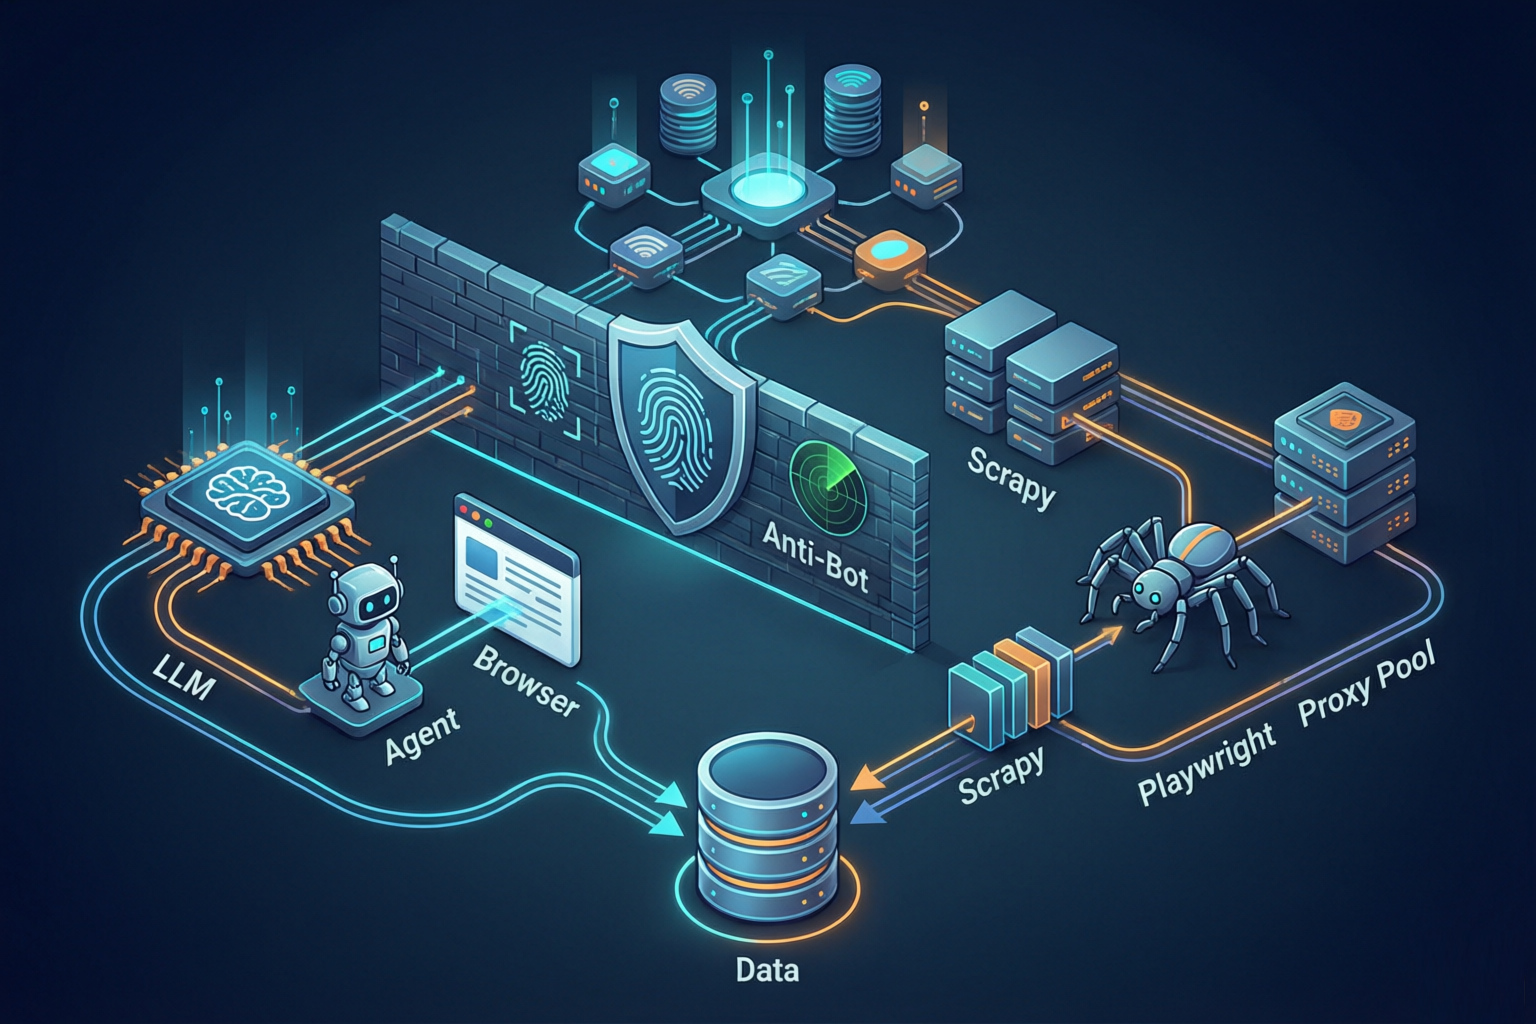 Scrapy
Anti-Bot
LLM
Agent
Browser
Scrapy
Playwright
Proxy Pool
Data